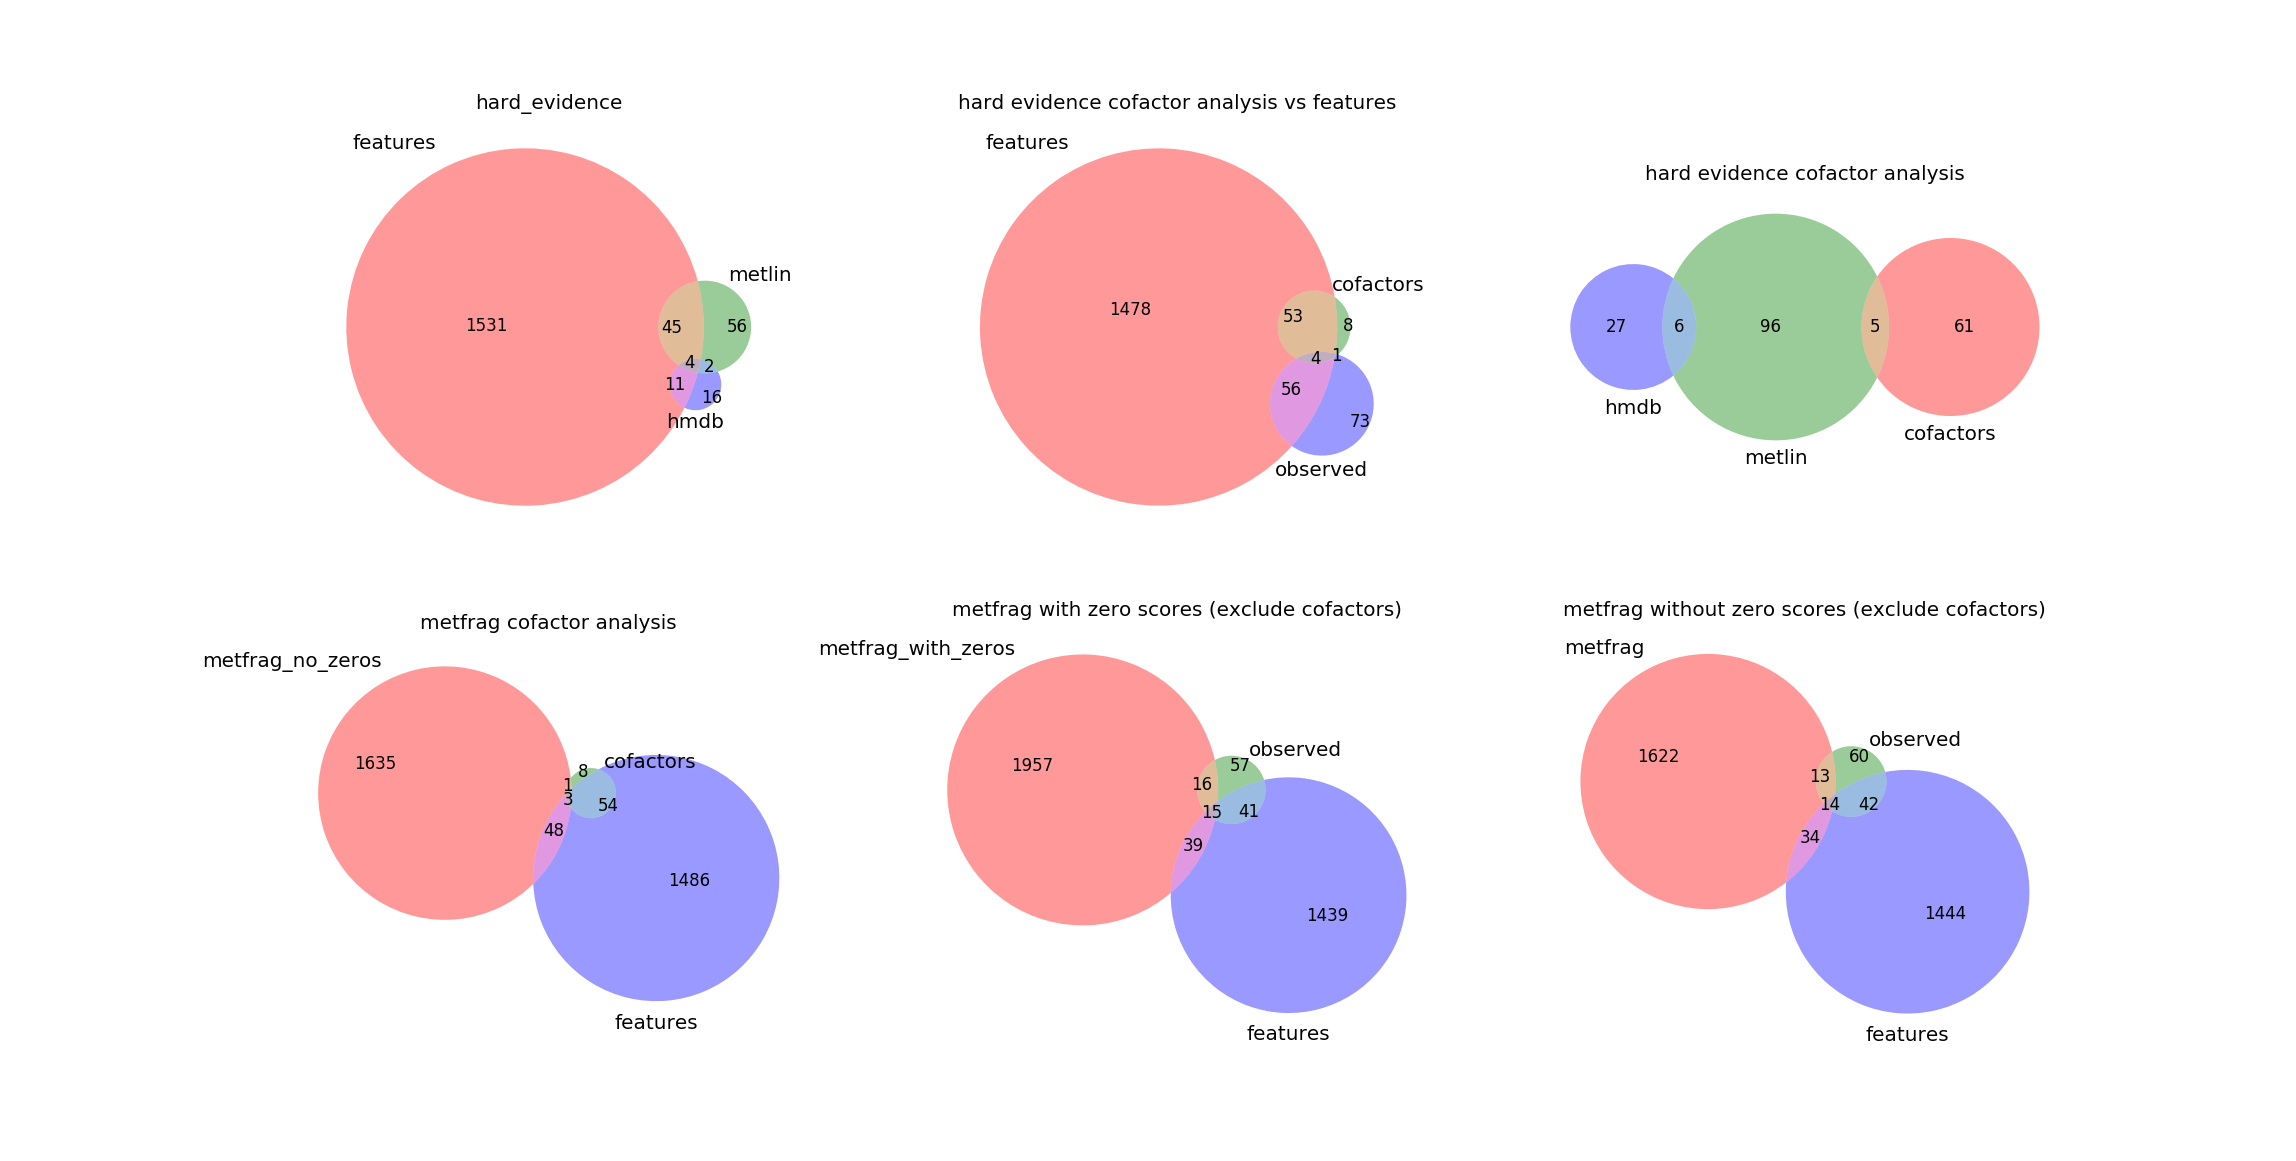 hard_evidence
features
metlin
1531
45
56
4
2
11
16
hmdb
hard evidence cofactor analysis vs features
features
cofactors
1478
53
8
4
1
56
73
observed
hard evidence cofactor analysis
27
6
96
5
61
hmdb
cofactors
metlin
metfrag cofactor analysis
metfrag_no_zeros
cofactors
1635
8
1
3
54
48
1486
features
metfrag with zero scores (exclude cofactors)
metfrag_with_zeros
observed
1957
57
16
15
41
39
1439
features
metfrag without zero scores (exclude cofactors)
metfrag
observed
1622
60
13
14
42
34
1444
features